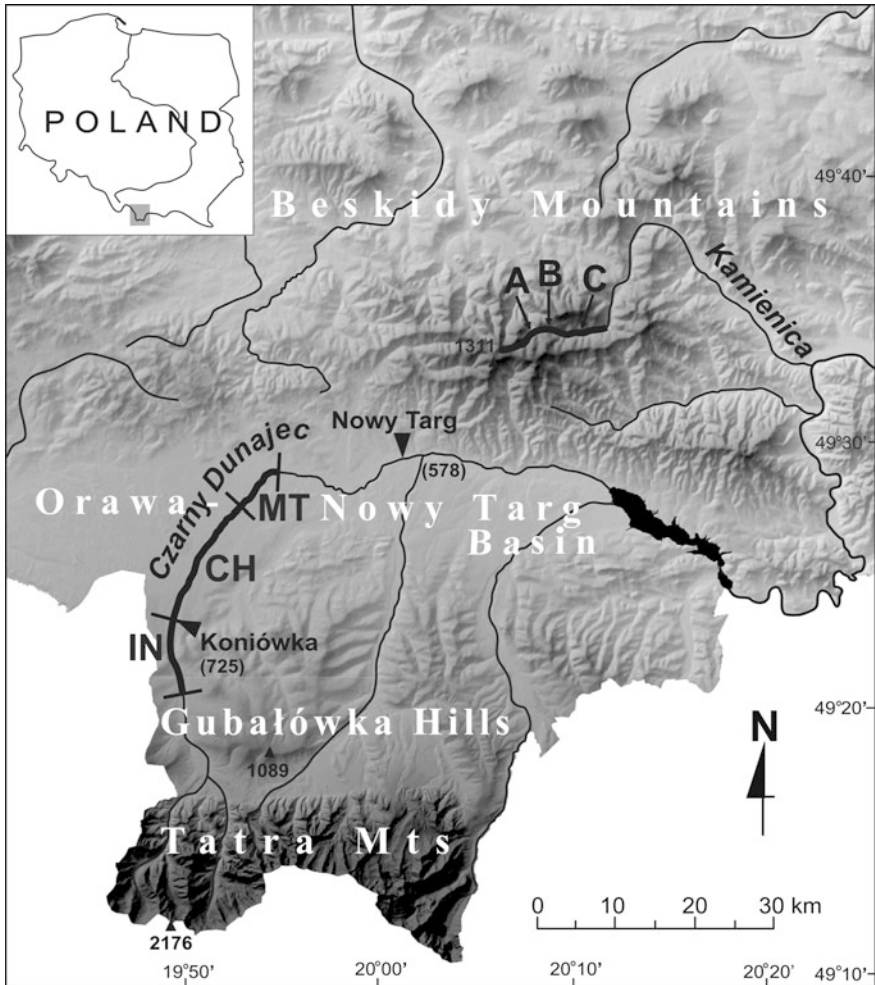 POLAND
49°40'
Beskidy Mountains
Kamienica
A B C
1311
Nowy Targ
49°30'
(578)
Czarny Dunajec
Orawa-
MT
Nowy Targ
Basin
CH
IN
Koniówka
(725)
49°20'
Gubałówka Hills
N
1089
Tatra Mts
0 10 20 30 km
2176
19°50' 20°00' 20°10' 20°20' 49°10'